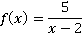 f(x) = 5/(x − 2)